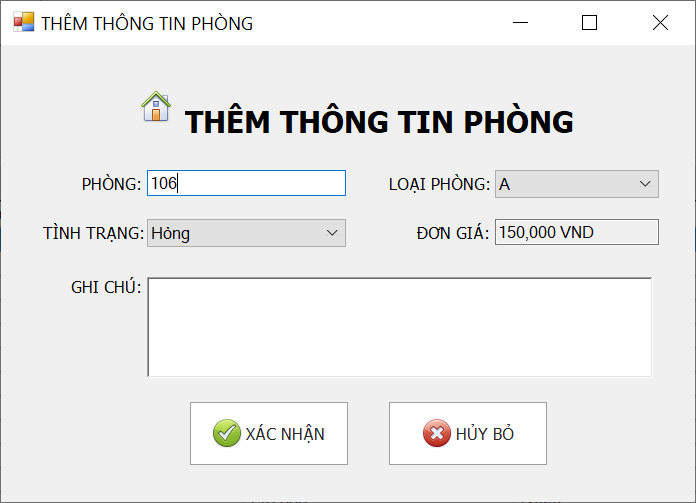 THÊM THÔNG TIN PHÒNG
THÊM THÔNG TIN PHÒNG
PHÒNG: 106 LOẠI PHÒNG: A
TÌNH TRẠNG: Hỏng ĐƠN GIÁ: 150,000 VND
GHI CHÚ:
XÁC NHẬN HỦY BỎ